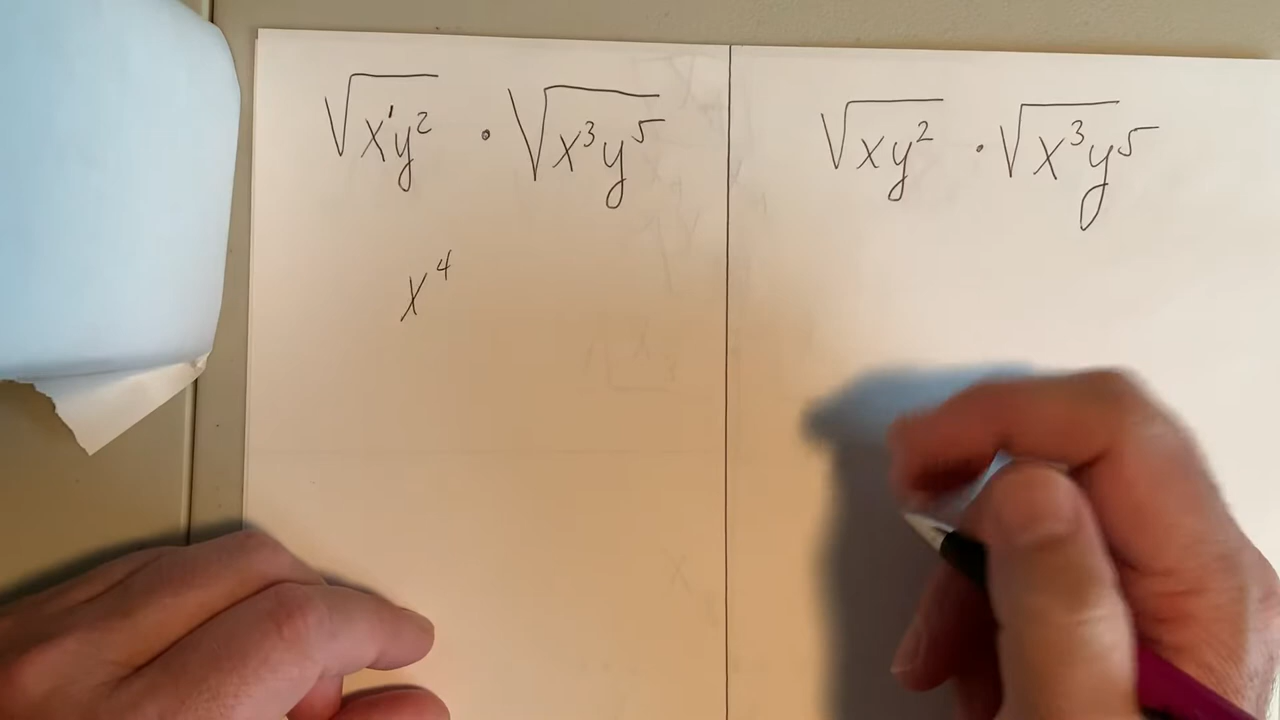 √x¹y² · √x³y⁵
x⁴
√xy² · √x³y⁵